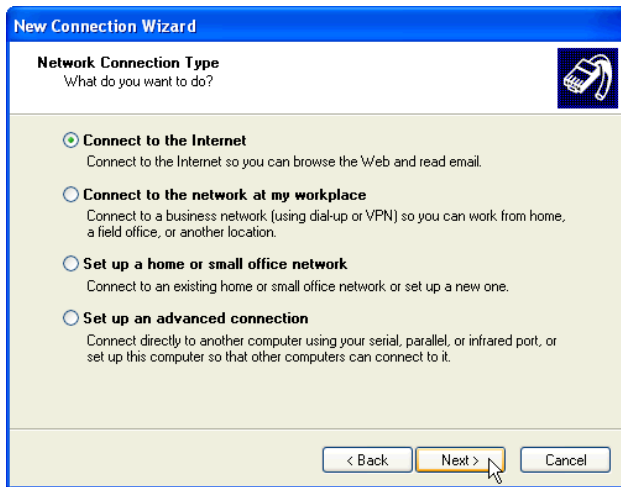 New Connection Wizard
Network Connection Type
What do you want to do?
Connect to the Internet
Connect to the Internet so you can browse the Web and read email.
Connect to the network at my workplace
Connect to a business network (using dial-up or VPN) so you can work from home,
a field office, or another location.
Set up a home or small office network
Connect to an existing home or small office network or set up a new one.
Set up an advanced connection
Connect directly to another computer using your serial, parallel, or infrared port, or
set up this computer so that other computers can connect to it.
< Back Next > Cancel